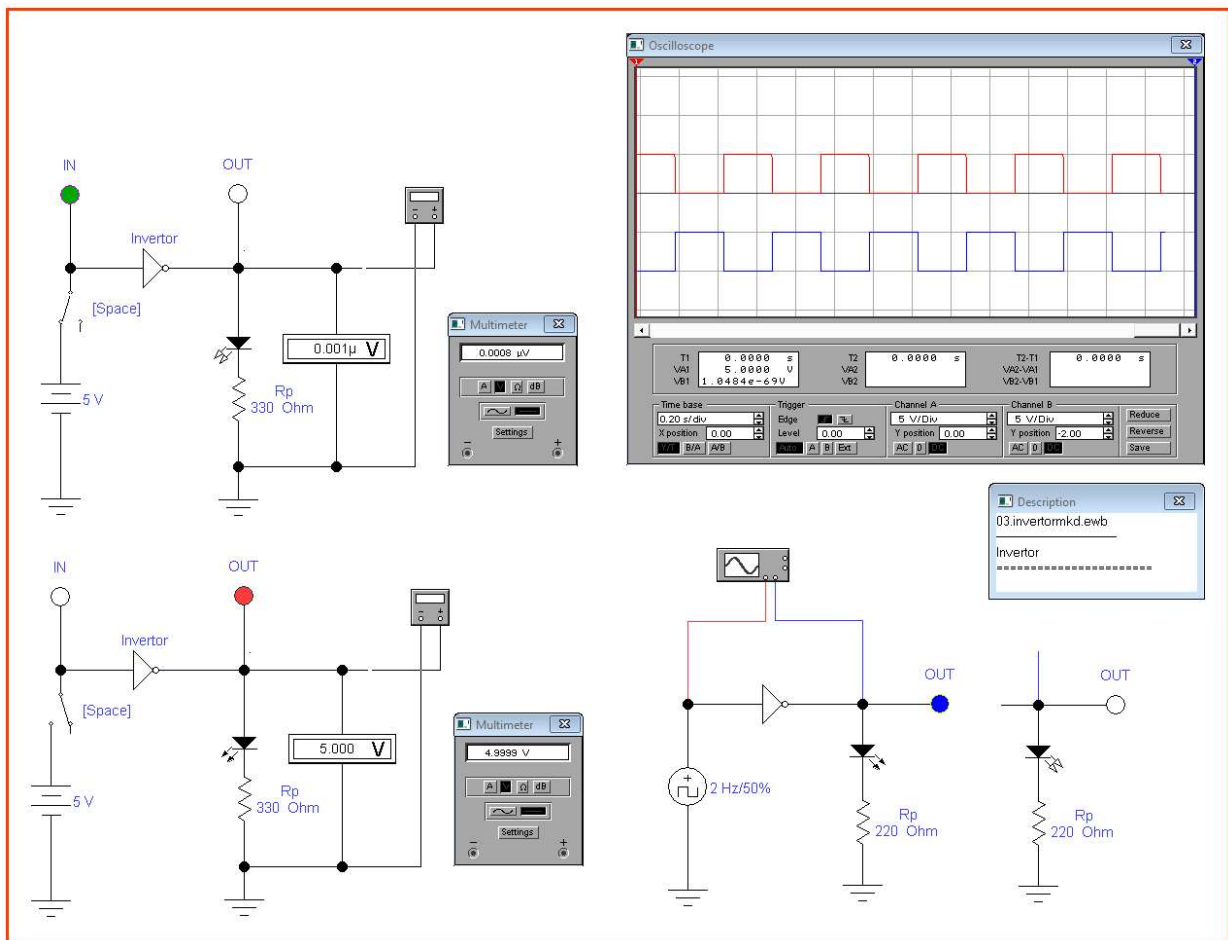 IN
OUT
Invertor
[Space]
5 V
Rp
330 Ohm
0.001µ V
- +
Multimeter
0.0008 µV
A V Ω dB
Settings
- +
IN
OUT
Invertor
[Space]
5 V
Rp
330 Ohm
5.000 V
- +
Multimeter
4.9999 V
A V Ω dB
Settings
- +
Oscilloscope
1 2
T1 0.0000 s T2 0.0000 s T2-T1 0.0000 s
VA1 5.0000 V VA2 VA2-VA1
VB1 1.0484e-69V VB2 VB2-VB1
Time base Trigger Channel A Channel B
0.20 s/div Edge 5 V/Div 5 V/Div Reduce
X position 0.00 Level 0.00 Y position 0.00 Y position -2.00 Reverse
Y/T B/A A/B Auto A B Ext AC 0 DC AC 0 DC Save
Description
03.invertormkd.ewb
Invertor
OUT
2 Hz/50%
Rp
220 Ohm
OUT
Rp
220 Ohm